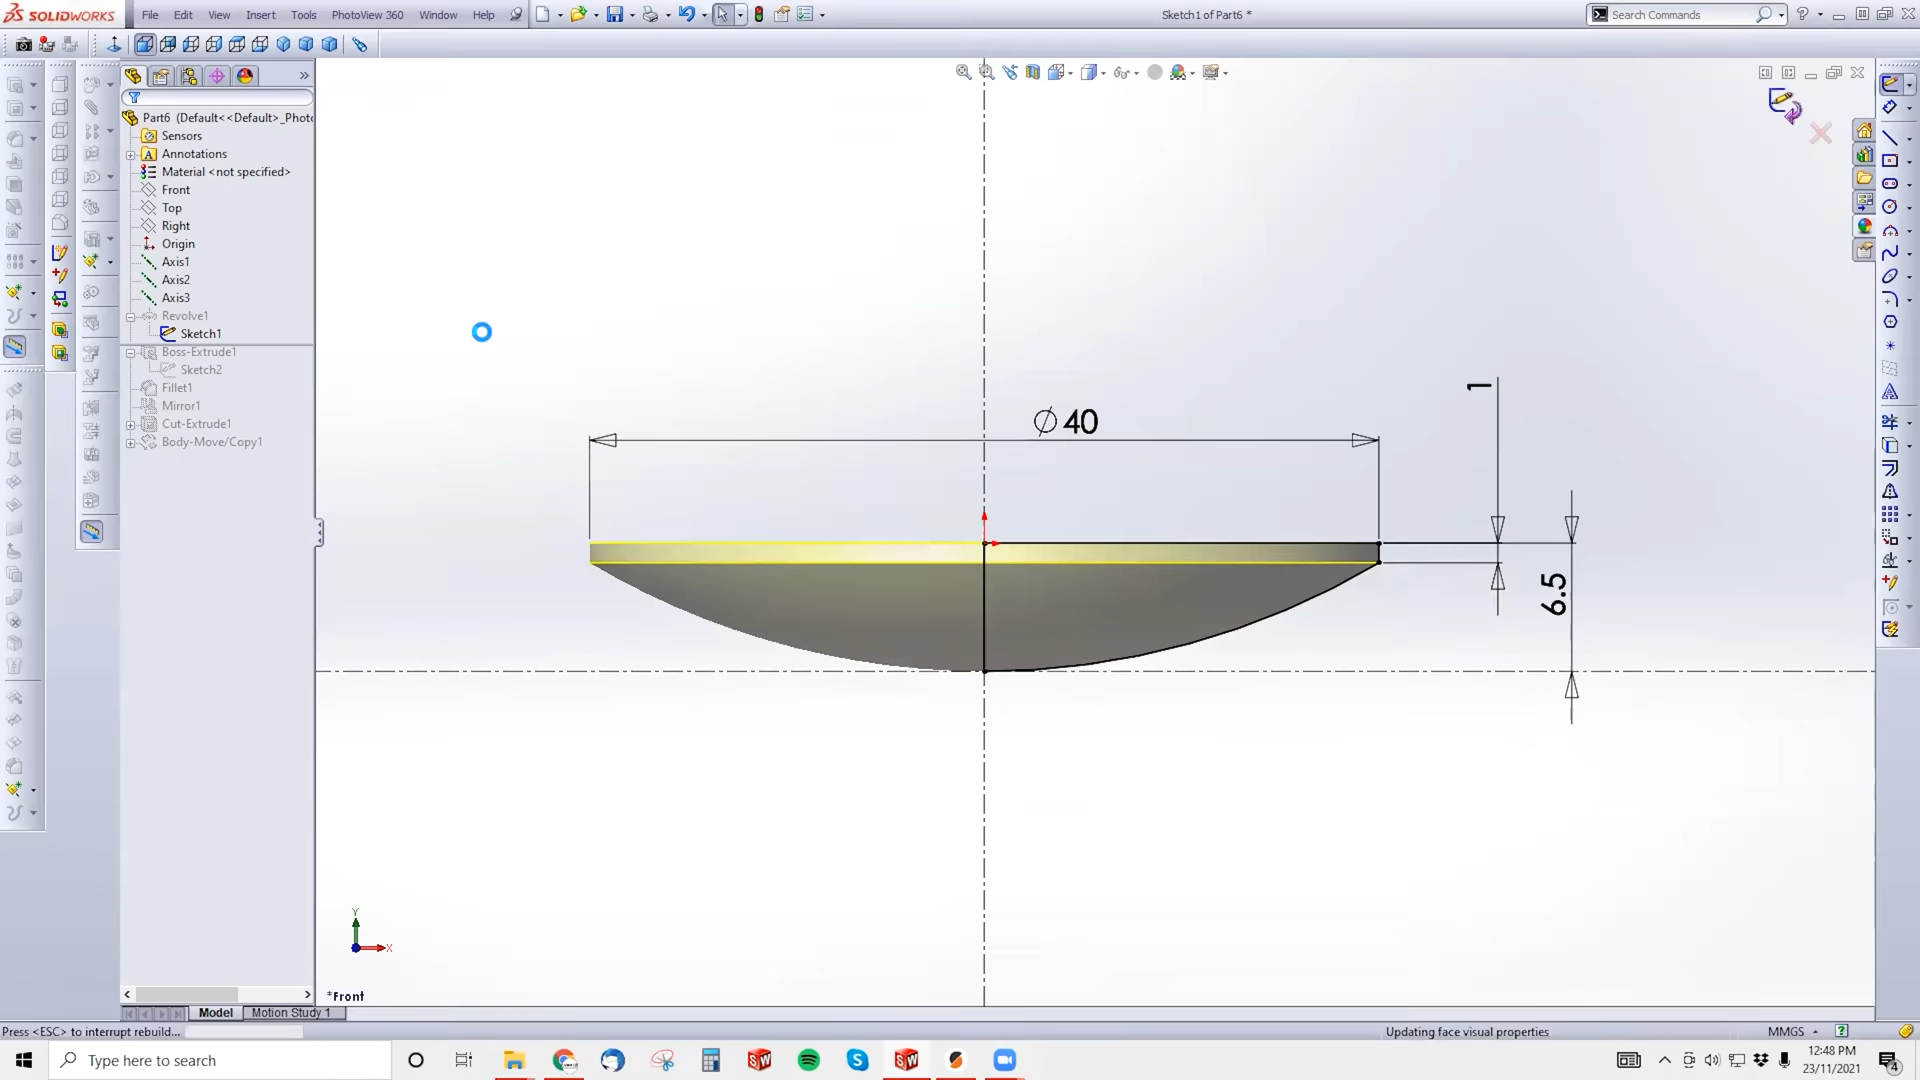 SOLIDWORKS
File Edit View Insert Tools PhotoView 360 Window Help
Sketch1 of Part6 *
Search Commands
Part6 (Default<<Default>_Photo
Sensors
Annotations
Material <not specified>
Front
Top
Right
Origin
Axis1
Axis2
Axis3
Revolve1
Sketch1
Boss-Extrude1
Sketch2
Fillet1
Mirror1
Cut-Extrude1
Body-Move/Copy1
1
∅ 40
6.5
Y
X
*Front
Model
Motion Study 1
Press <ESC> to interrupt rebuild...
Updating face visual properties
MMGS
Type here to search
12:48 PM
23/11/2021
4